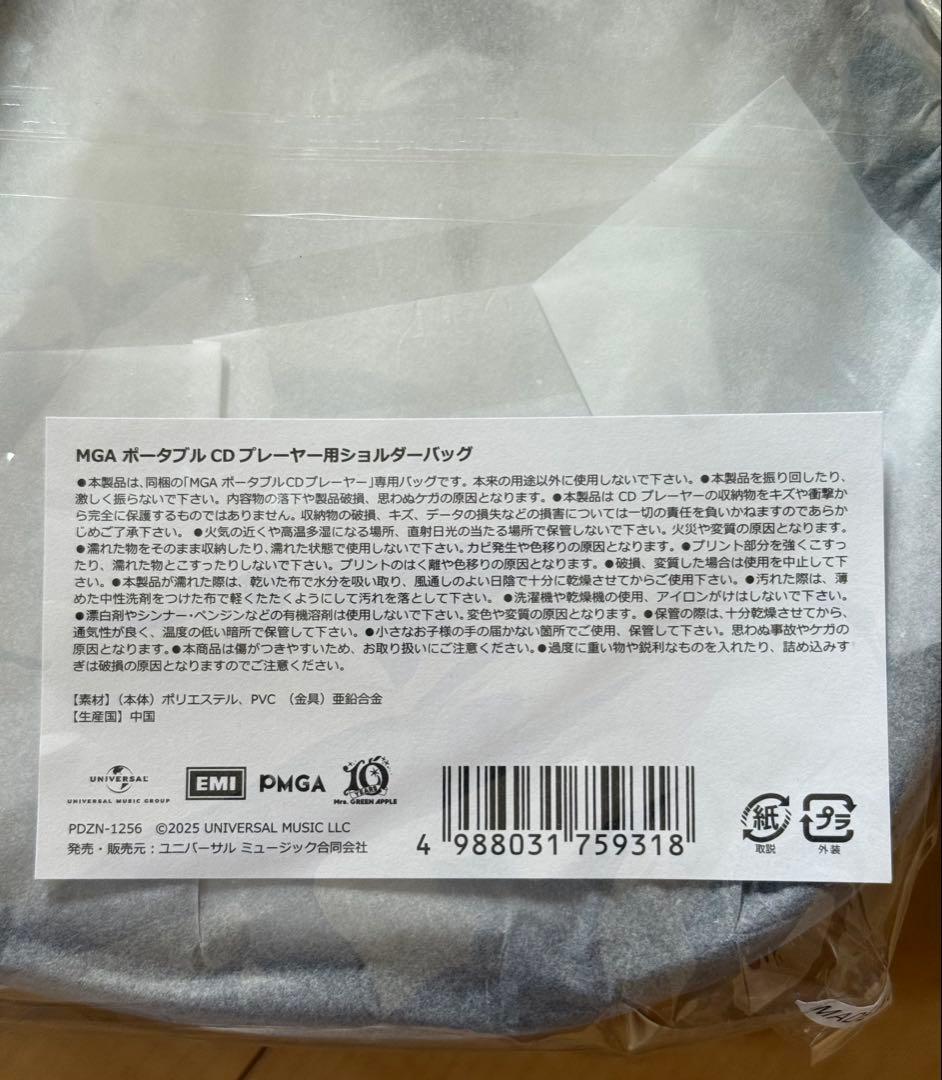 MGA ポータブル CD プレーヤー用ショルダーバッグ
●本製品は、同梱の「MGA ポータブルCDプレーヤー」専用バッグです。本来の用途以外に使用しないで下さい。●本製品を振り回したり、
激しく振らないで下さい。内容物の落下や製品破損、思わぬケガの原因となります。●本製品は CD プレーヤーの収納物をキズや衝撃か
ら完全に保護するものではありません。収納物の破損、キズ、データの損失などの損害については一切の責任を負いかねますのであらか
じめご了承下さい。 ●火気の近くや高温多湿になる場所、直射日光の当たる場所で保管しないで下さい。火災や変質の原因となります。
●濡れた物をそのまま収納したり、濡れた状態で使用しないで下さい。カビ発生や色移りの原因となります。●プリント部分を強くこすっ
たり、濡れた物とこすったりしないで下さい。プリントのはく離や色移りの原因となります。●破損、変質した場合は使用を中止して下
さい。●本製品が濡れた際は、乾いた布で水分を吸い取り、風通しのよい日陰で十分に乾燥させてからご使用下さい。●汚れた際は、薄
めた中性洗剤をつけた布で軽くたたくようにして汚れを落として下さい。 ●洗濯機や乾燥機の使用、アイロンがけはしないで下さい。
●漂白剤やシンナー・ベンジンなどの有機溶剤は使用しないで下さい。変色や変質の原因となります。●保管の際は、十分乾燥させてから、
通気性が良く、温度の低い暗所で保管して下さい。●小さなお子様の手の届かない箇所でご使用、保管して下さい。思わぬ事故やケガの
原因となります。●本商品は傷がつきやすいため、お取り扱いにご注意ください。●過度に重い物や鋭利なものを入れたり、詰め込みす
ぎは破損の原因となりますのでご注意ください。
【素材】（本体）ポリエステル、PVC （金具）亜鉛合金
【生産国】中国
UNIVERSAL
UNIVERSAL MUSIC GROUP
EMI
PMGA
10
YEARS
Mrs. GREEN APPLE
PDZN-1256 ©2025 UNIVERSAL MUSIC LLC
発売・販売元：ユニバーサル ミュージック合同会社
4 988031 759318
紙
取説
プラ
外装